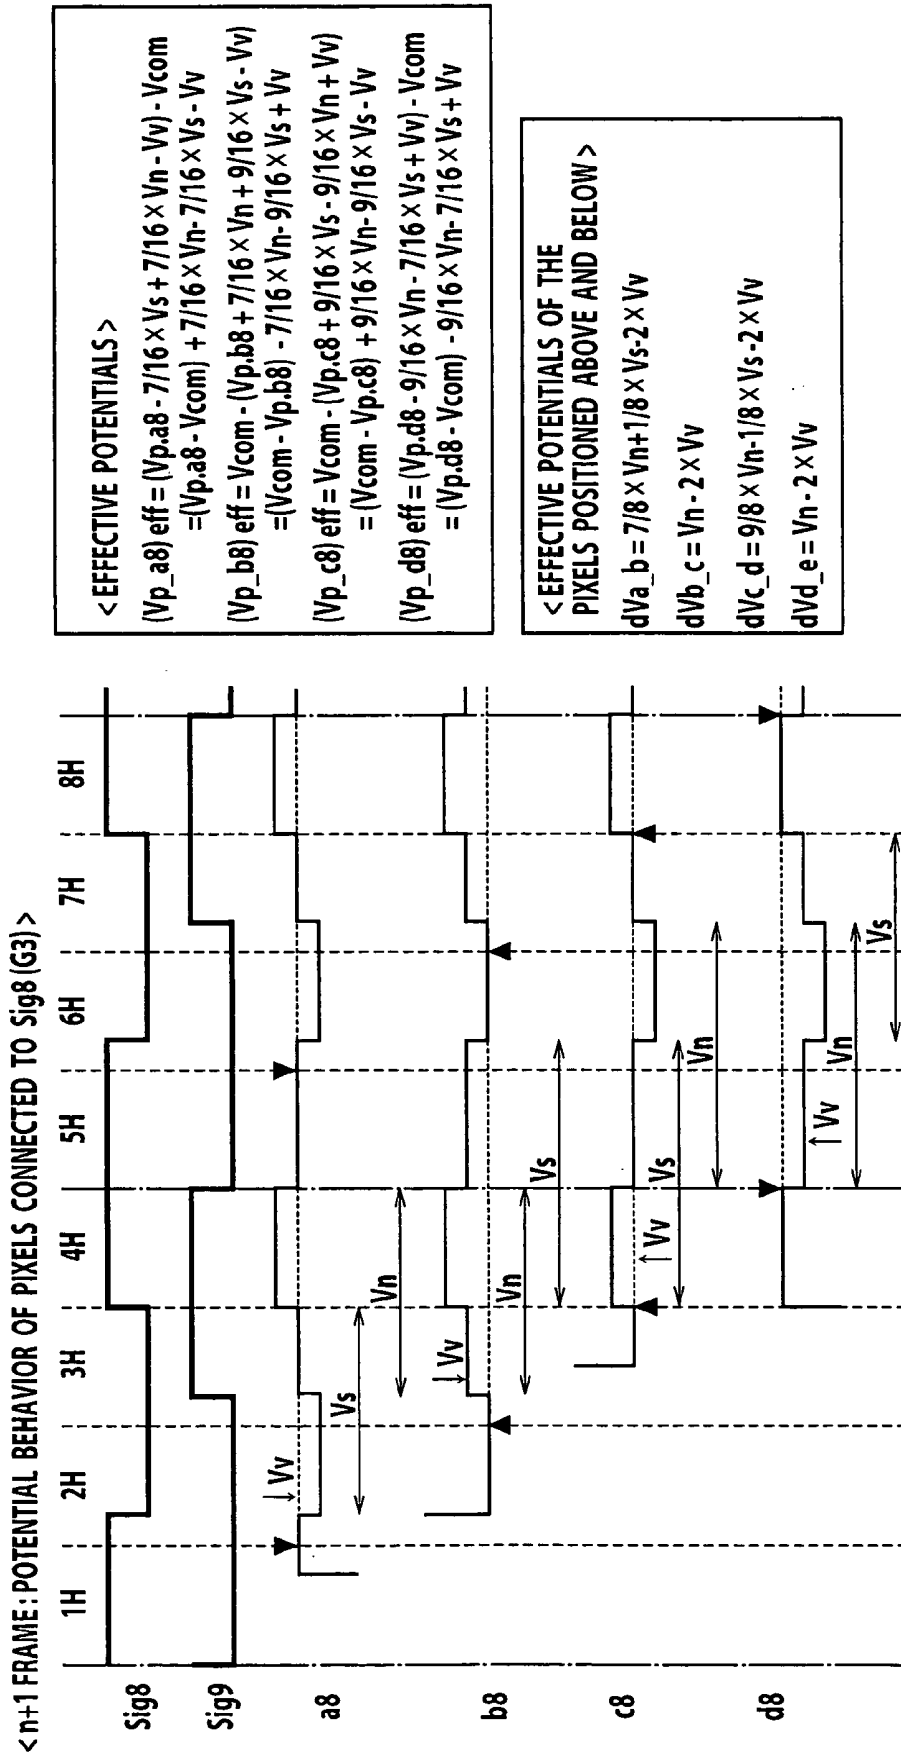 <n+1 FRAME: POTENTIAL BEHAVIOR OF PIXELS CONNECTED TO Sig8 (G3)>
1H 2H 3H 4H 5H 6H 7H 8H
Sig8
Sig9
a8
Vv
Vs
Vn
b8
Vv
Vn
Vs
c8
Vv
Vs
Vn
d8
Vv
Vn
Vs
<EFFECTIVE POTENTIALS>
(Vp_a8) eff = (Vp.a8 - 7/16 × Vs + 7/16 × Vn - Vv) - Vcom
=(Vp.a8 - Vcom) + 7/16 × Vn- 7/16 × Vs - Vv
(Vp_b8) eff = Vcom - (Vp.b8 + 7/16 × Vn + 9/16 × Vs - Vv)
=(Vcom - Vp.b8) - 7/16 × Vn- 9/16 × Vs + Vv
(Vp_c8) eff = Vcom - (Vp.c8 + 9/16 × Vs - 9/16 × Vn + Vv)
= (Vcom - Vp.c8) + 9/16 × Vn- 9/16 × Vs - Vv
(Vp_d8) eff = (Vp.d8 - 9/16 × Vn - 7/16 × Vs + Vv) - Vcom
= (Vp.d8 - Vcom) - 9/16 × Vn- 7/16 × Vs + Vv
<EFFECTIVE POTENTIALS OF THE
PIXELS POSITIONED ABOVE AND BELOW>
dVa_b = 7/8 × Vn+1/8 × Vs-2 × Vv
dVb_c = Vn - 2 × Vv
dVc_d = 9/8 × Vn-1/8 × Vs-2 × Vv
dVd_e = Vn - 2 × Vv